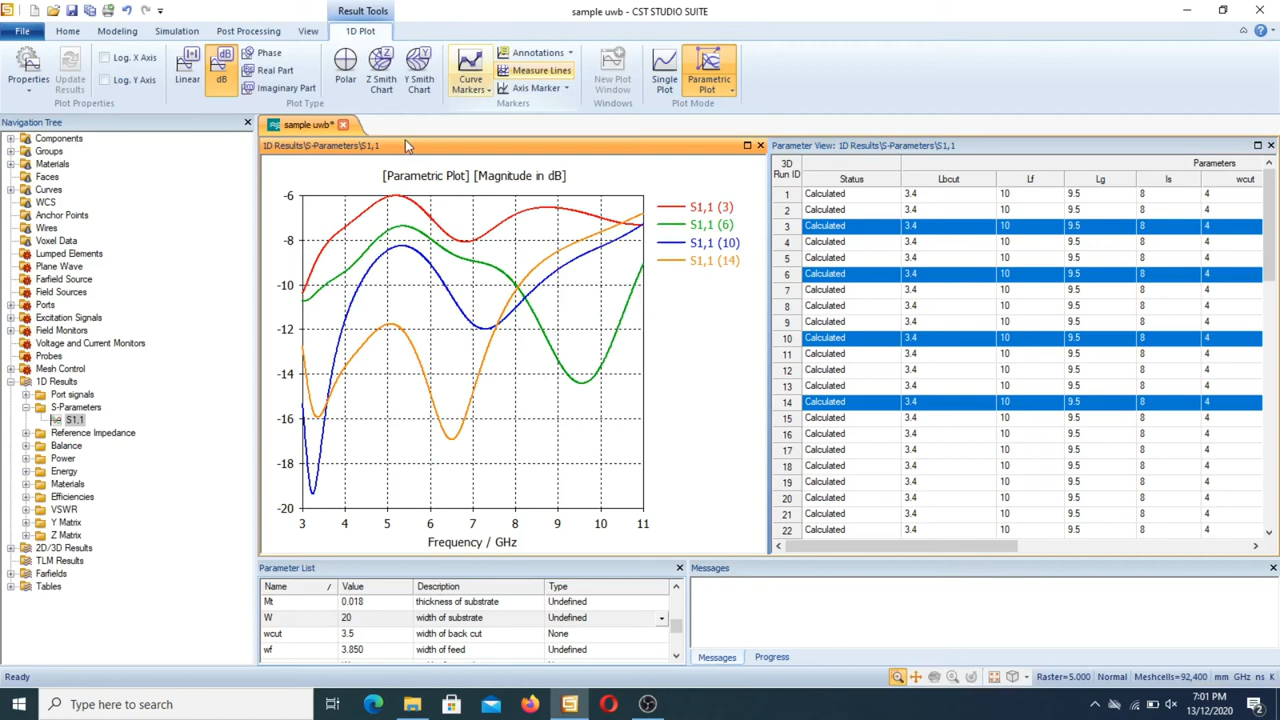 sample uwb - CST STUDIO SUITE
Result Tools
File
Home
Modeling
Simulation
Post Processing
View
1D Plot
Properties
Update Results
Log. X Axis
Log. Y Axis
Plot Properties
Linear
dB
Phase
Real Part
Imaginary Part
Plot Type
Polar
Z Smith Chart
Y Smith Chart
Curve Markers
Annotations
Measure Lines
Axis Marker
Markers
New Plot Window
Windows
Single Plot
Parametric Plot
Plot Mode
Navigation Tree
Components
Groups
Materials
Faces
Curves
WCS
Anchor Points
Wires
Voxel Data
Lumped Elements
Plane Wave
Farfield Source
Field Sources
Ports
Excitation Signals
Field Monitors
Voltage and Current Monitors
Probes
Mesh Control
1D Results
Port signals
S-Parameters
S1,1
Reference Impedance
Balance
Power
Energy
Materials
Efficiencies
VSWR
Y Matrix
Z Matrix
2D/3D Results
TLM Results
Farfields
Tables
sample uwb*
1D Results\S-Parameters\S1,1
[Parametric Plot] [Magnitude in dB]
-6
-8
-10
-12
-14
-16
-18
-20
3 4 5 6 7 8 9 10 11
Frequency / GHz
S1,1 (3)
S1,1 (6)
S1,1 (10)
S1,1 (14)
Parameter View: 1D Results\S-Parameters\S1,1
3D Run ID
Parameters
Status Lbcut Lf Lg ls wcut
1 Calculated 3.4 10 9.5 8 4
2 Calculated 3.4 10 9.5 8 4
3 Calculated 3.4 10 9.5 8 4
4 Calculated 3.4 10 9.5 8 4
5 Calculated 3.4 10 9.5 8 4
6 Calculated 3.4 10 9.5 8 4
7 Calculated 3.4 10 9.5 8 4
8 Calculated 3.4 10 9.5 8 4
9 Calculated 3.4 10 9.5 8 4
10 Calculated 3.4 10 9.5 8 4
11 Calculated 3.4 10 9.5 8 4
12 Calculated 3.4 10 9.5 8 4
13 Calculated 3.4 10 9.5 8 4
14 Calculated 3.4 10 9.5 8 4
15 Calculated 3.4 10 9.5 8 4
16 Calculated 3.4 10 9.5 8 4
17 Calculated 3.4 10 9.5 8 4
18 Calculated 3.4 10 9.5 8 4
19 Calculated 3.4 10 9.5 8 4
20 Calculated 3.4 10 9.5 8 4
21 Calculated 3.4 10 9.5 8 4
22 Calculated 3.4 10 9.5 8 4
Parameter List
Name / Value Description Type
Mt 0.018 thickness of substrate Undefined
W 20 width of substrate Undefined
wcut 3.5 width of back cut None
wf 3.850 width of feed Undefined
Messages
Messages
Progress
Ready
Raster=5.000 Normal Meshcells=92,400 mm GHz ns K
Type here to search
7:01 PM
13/12/2020
2